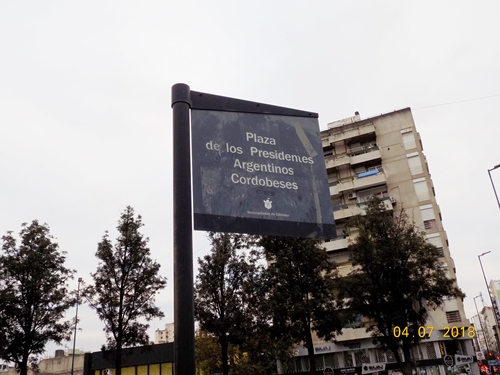 Plaza
de los Presidentes
Argentinos
Cordobeses
04.07.2018